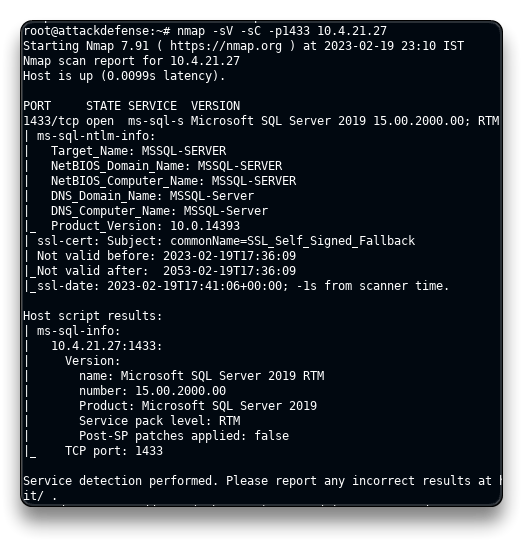 root@attackdefense:~# nmap -sV -sC -p1433 10.4.21.27
Starting Nmap 7.91 ( https://nmap.org ) at 2023-02-19 23:10 IST
Nmap scan report for 10.4.21.27
Host is up (0.0099s latency).

PORT     STATE SERVICE  VERSION
1433/tcp open  ms-sql-s Microsoft SQL Server 2019 15.00.2000.00; RTM
| ms-sql-ntlm-info:
|   Target_Name: MSSQL-SERVER
|   NetBIOS_Domain_Name: MSSQL-SERVER
|   NetBIOS_Computer_Name: MSSQL-SERVER
|   DNS_Domain_Name: MSSQL-Server
|   DNS_Computer_Name: MSSQL-Server
|_  Product_Version: 10.0.14393
| ssl-cert: Subject: commonName=SSL_Self_Signed_Fallback
| Not valid before: 2023-02-19T17:36:09
|_Not valid after:  2053-02-19T17:36:09
|_ssl-date: 2023-02-19T17:41:06+00:00; -1s from scanner time.

Host script results:
| ms-sql-info:
|   10.4.21.27:1433:
|     Version:
|       name: Microsoft SQL Server 2019 RTM
|       number: 15.00.2000.00
|       Product: Microsoft SQL Server 2019
|       Service pack level: RTM
|       Post-SP patches applied: false
|_    TCP port: 1433

Service detection performed. Please report any incorrect results at
it/ .